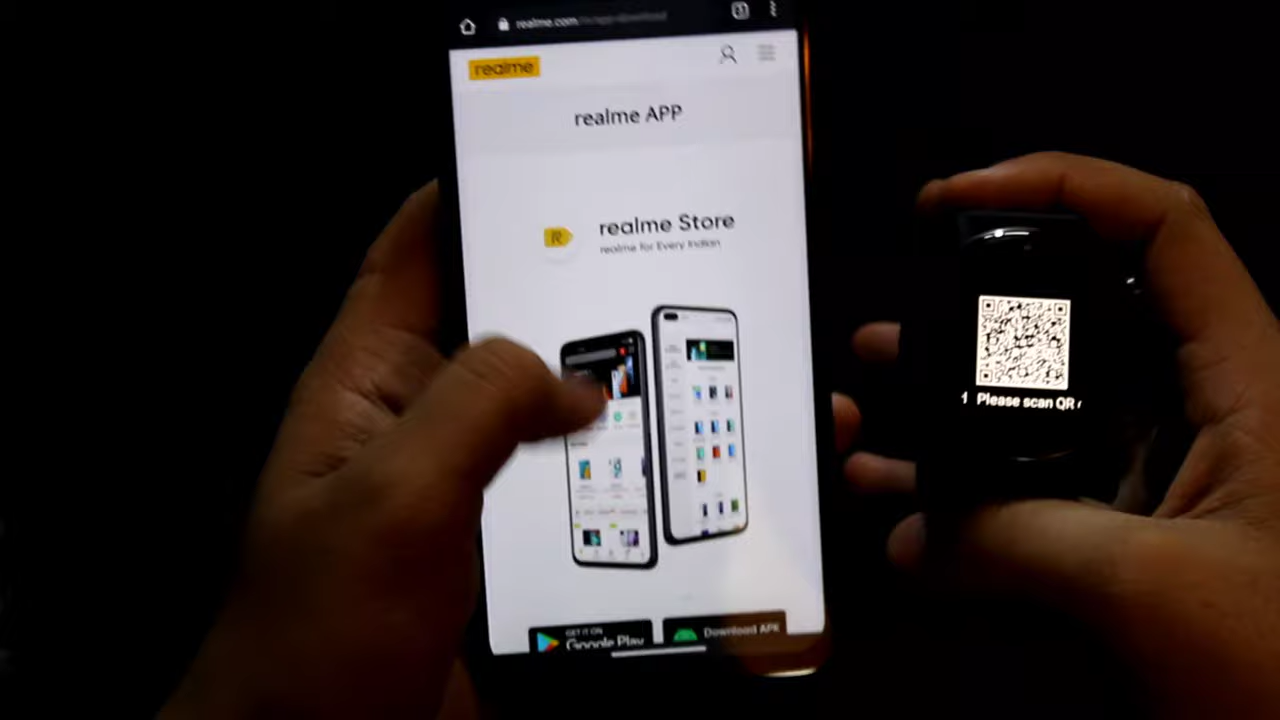 realme.com
31
realme
realme APP
R
realme Store
realme for Every Indian
GET IT ON
Google Play
Download APK
Please scan QR